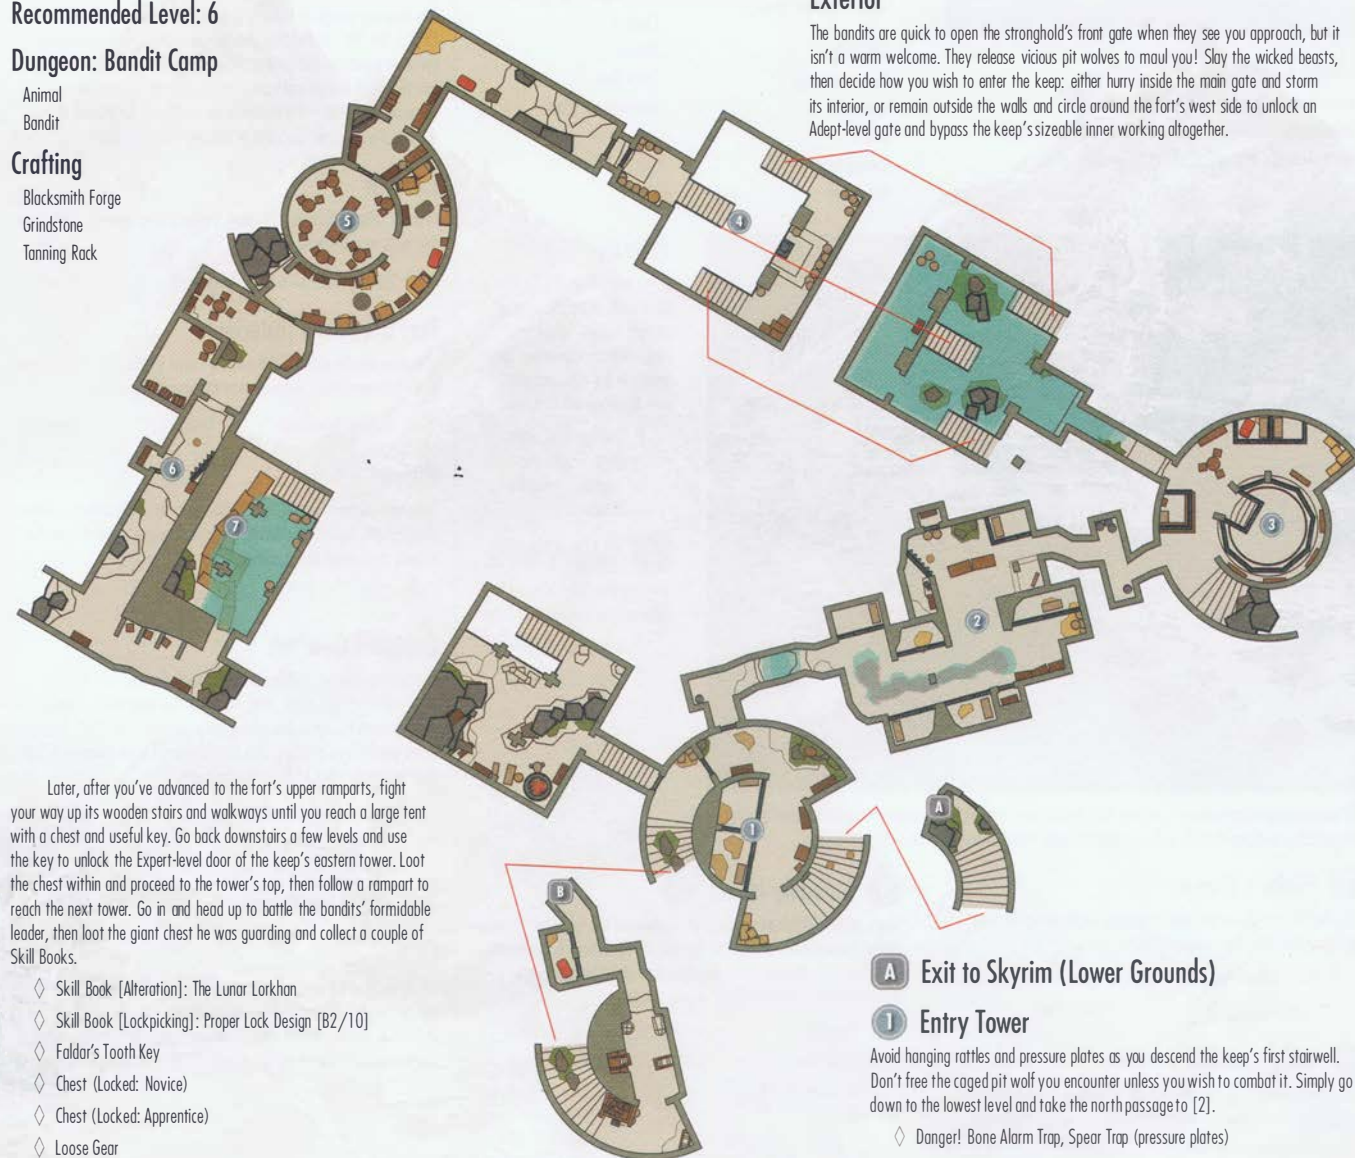 Recommended Level: 6
Dungeon: Bandit Camp
Animal
Bandit
Crafting
Blacksmith Forge
Grindstone
Tanning Rack
Exterior
The bandits are quick to open the stronghold's front gate when they see you approach, but it
isn't a warm welcome. They release vicious pit wolves to maul you! Slay the wicked beasts,
then decide how you wish to enter the keep: either hurry inside the main gate and storm
its interior, or remain outside the walls and circle around the fort's west side to unlock an
Adept-level gate and bypass the keep's sizeable inner working altogether.
5
4
3
6
7
2
1
A
B
Later, after you've advanced to the fort's upper ramparts, fight
your way up its wooden stairs and walkways until you reach a large tent
with a chest and useful key. Go back downstairs a few levels and use
the key to unlock the Expert-level door of the keep's eastern tower. Loot
the chest within and proceed to the tower's top, then follow a rampart to
reach the next tower. Go in and head up to battle the bandits' formidable
leader, then loot the giant chest he was guarding and collect a couple of
Skill Books.
◊ Skill Book [Alteration]: The Lunar Lorkhan
◊ Skill Book [Lockpicking]: Proper Lock Design [B2/10]
◊ Faldar's Tooth Key
◊ Chest (Locked: Novice)
◊ Chest (Locked: Apprentice)
◊ Loose Gear
A Exit to Skyrim (Lower Grounds)
1 Entry Tower
Avoid hanging rattles and pressure plates as you descend the keep's first stairwell.
Don't free the caged pit wolf you encounter unless you wish to combat it. Simply go
down to the lowest level and take the north passage to [2].
◊ Danger! Bone Alarm Trap, Spear Trap (pressure plates)